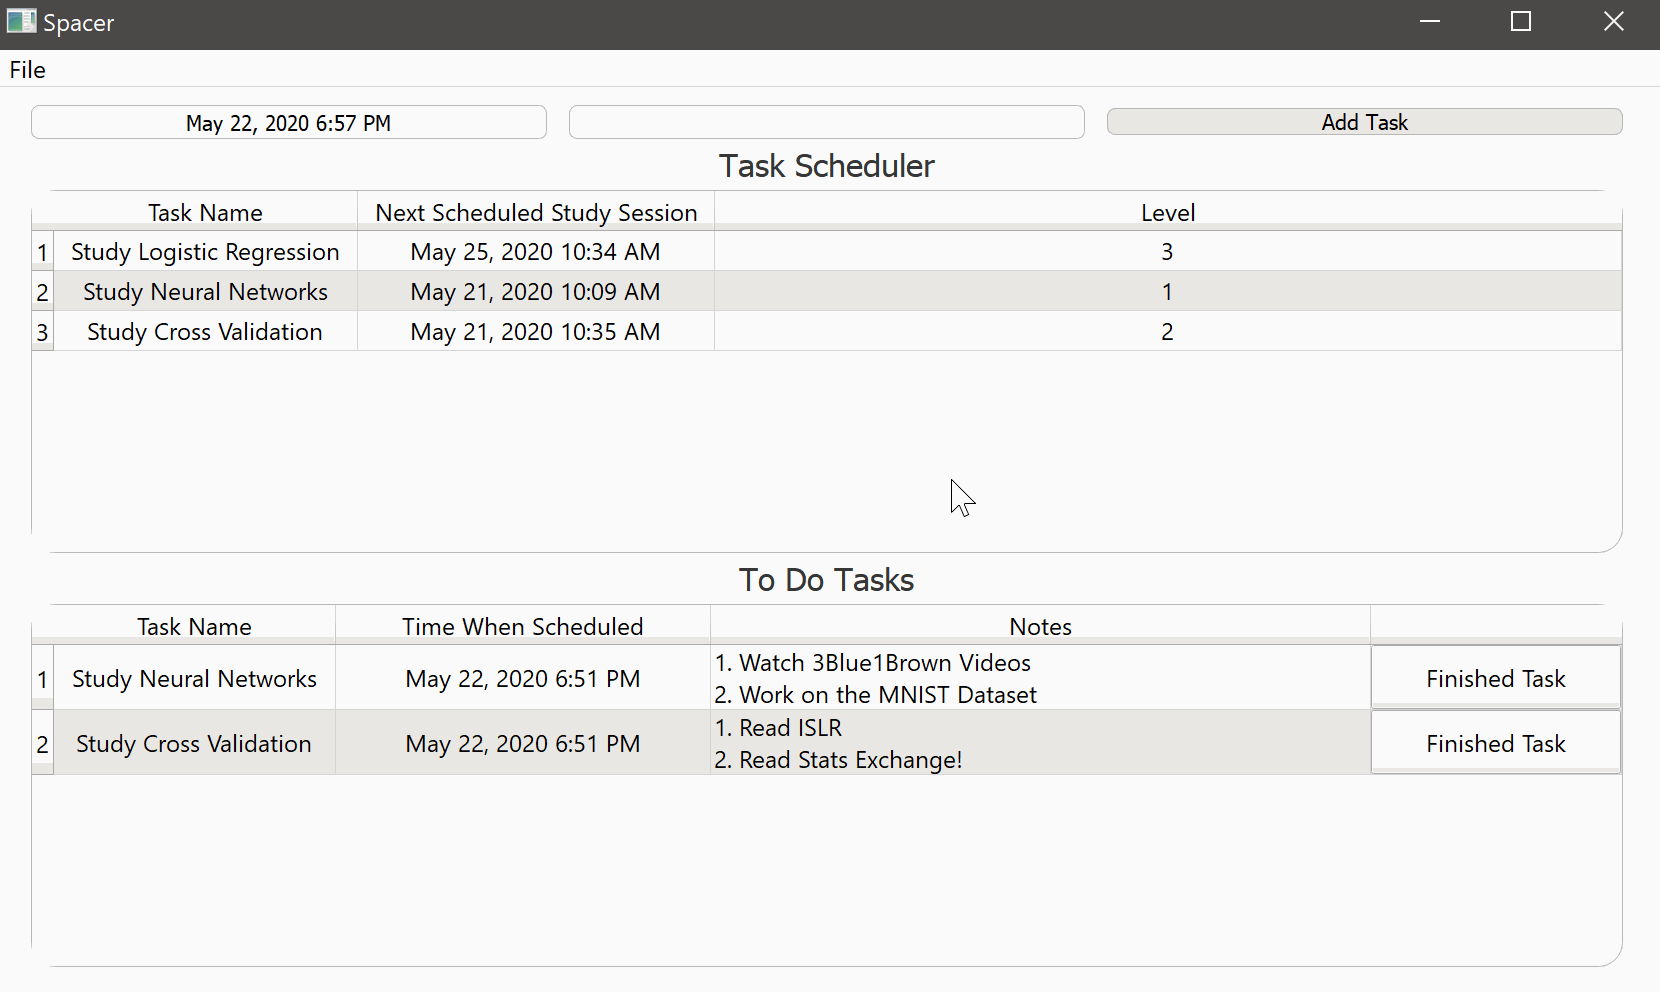 Spacer
File
May 22, 2020 6:57 PM
Add Task
Task Scheduler
Task Name Next Scheduled Study Session Level
1 Study Logistic Regression May 25, 2020 10:34 AM 3
2 Study Neural Networks May 21, 2020 10:09 AM 1
3 Study Cross Validation May 21, 2020 10:35 AM 2
To Do Tasks
Task Name Time When Scheduled Notes
1 Study Neural Networks May 22, 2020 6:51 PM
1. Watch 3Blue1Brown Videos
2. Work on the MNIST Dataset
Finished Task
2 Study Cross Validation May 22, 2020 6:51 PM
1. Read ISLR
2. Read Stats Exchange!
Finished Task